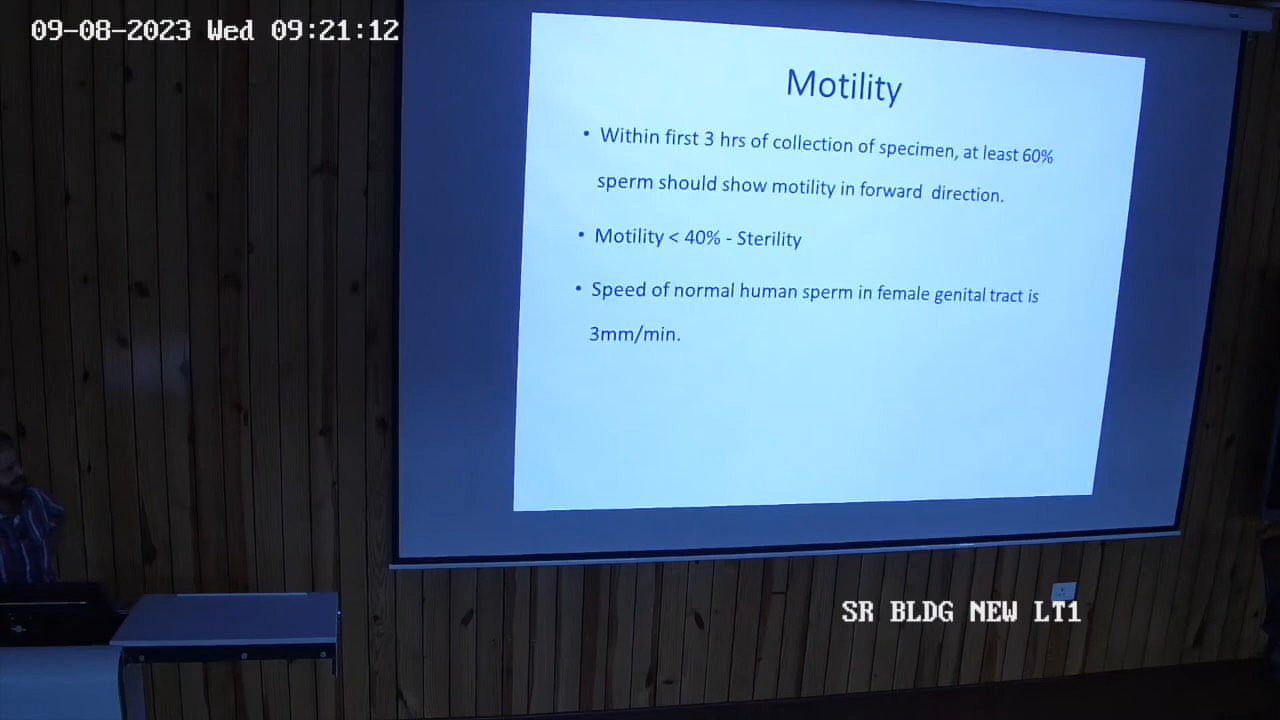 09-08-2023 Wed 09:21:12
Motility
• Within first 3 hrs of collection of specimen, at least 60%
sperm should show motility in forward direction.
• Motility < 40% - Sterility
• Speed of normal human sperm in female genital tract is
3mm/min.
SR BLDG NEW LT1